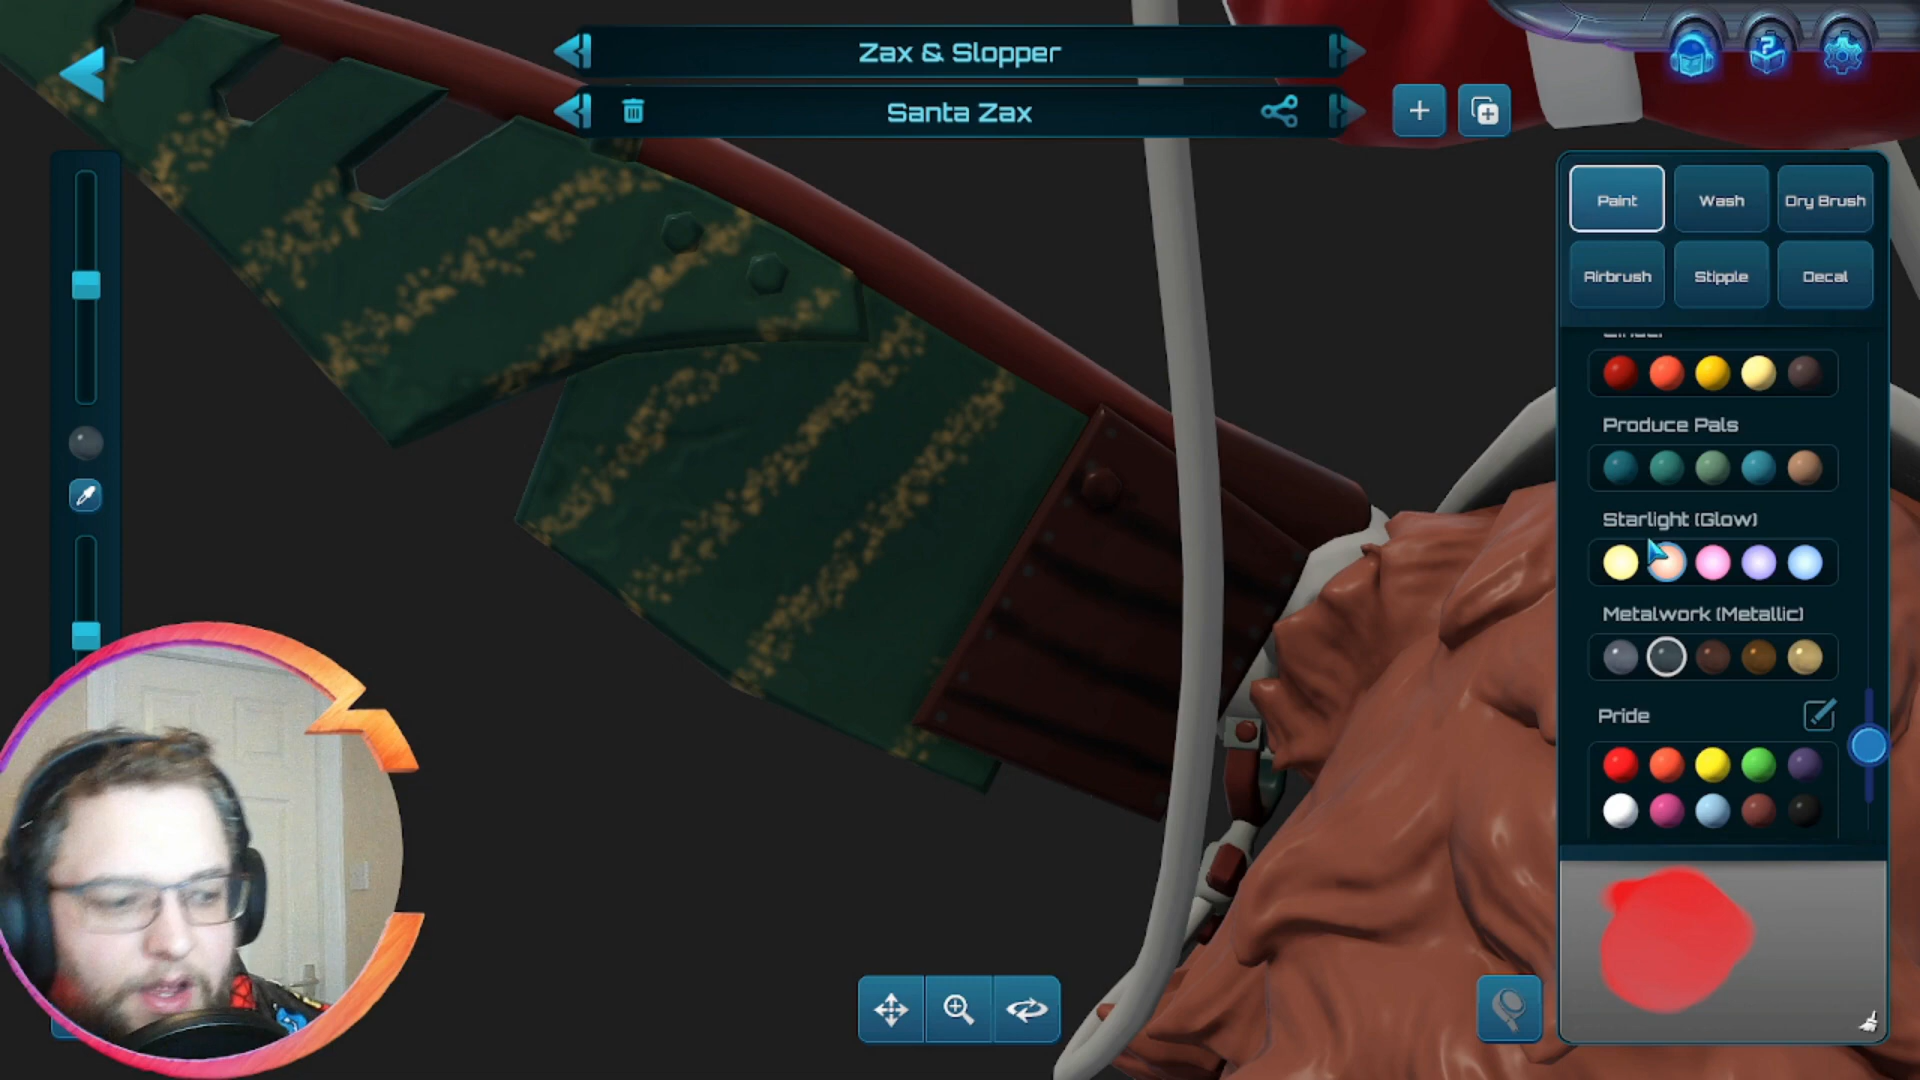 Zax & Slopper
Santa Zax
Paint
Wash
Dry Brush
Airbrush
Stipple
Decal
Produce Pals
Starlight (Glow)
Metalwork (Metallic)
Pride